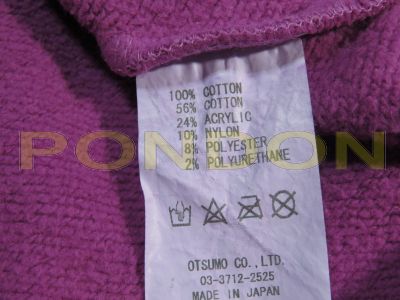 100% COTTON
56% COTTON
24% ACRYLIC
10% NYLON
8% POLYESTER
2% POLYURETHANE
PONDON
OTSUMO CO., LTD.
03-3712-2525
MADE IN JAPAN